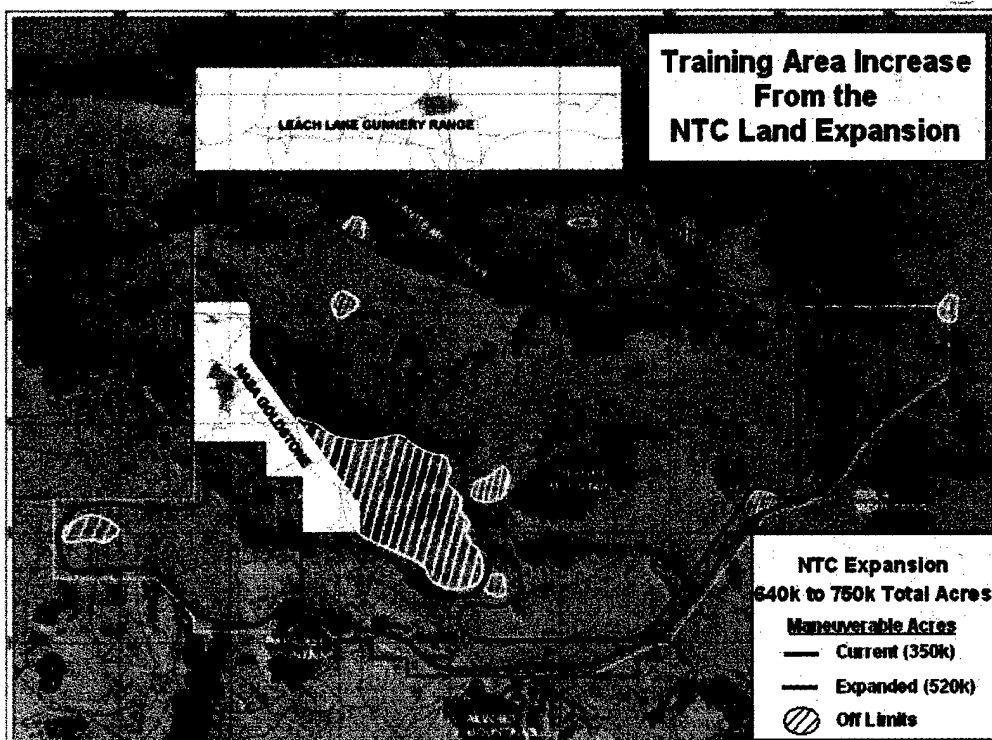 Training Area Increase
From the
NTC Land Expansion
LEACH LAKE GUNNERY RANGE
NASA GOLDSTONE
NTC Expansion
640k to 750k Total Acres
Maneuverable Acres
Current (350k)
Expanded (520k)
Off Limits